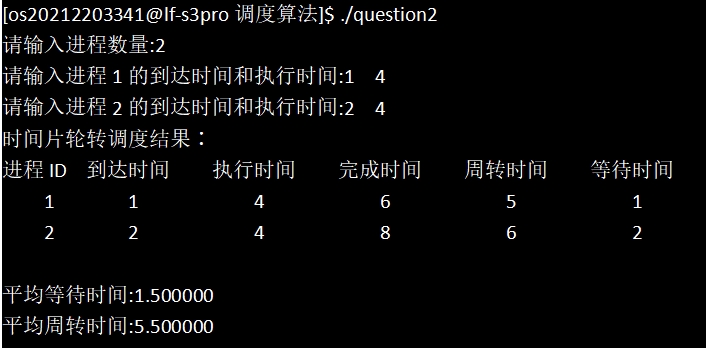 [os20212203341@lf-s3pro 调度算法]$ ./question2
请输入进程数量:2
请输入进程 1 的到达时间和执行时间:1 4
请输入进程 2 的到达时间和执行时间:2 4
时间片轮转调度结果：
进程 ID 到达时间 执行时间 完成时间 周转时间 等待时间
1 1 4 6 5 1
2 2 4 8 6 2
平均等待时间:1.500000
平均周转时间:5.500000